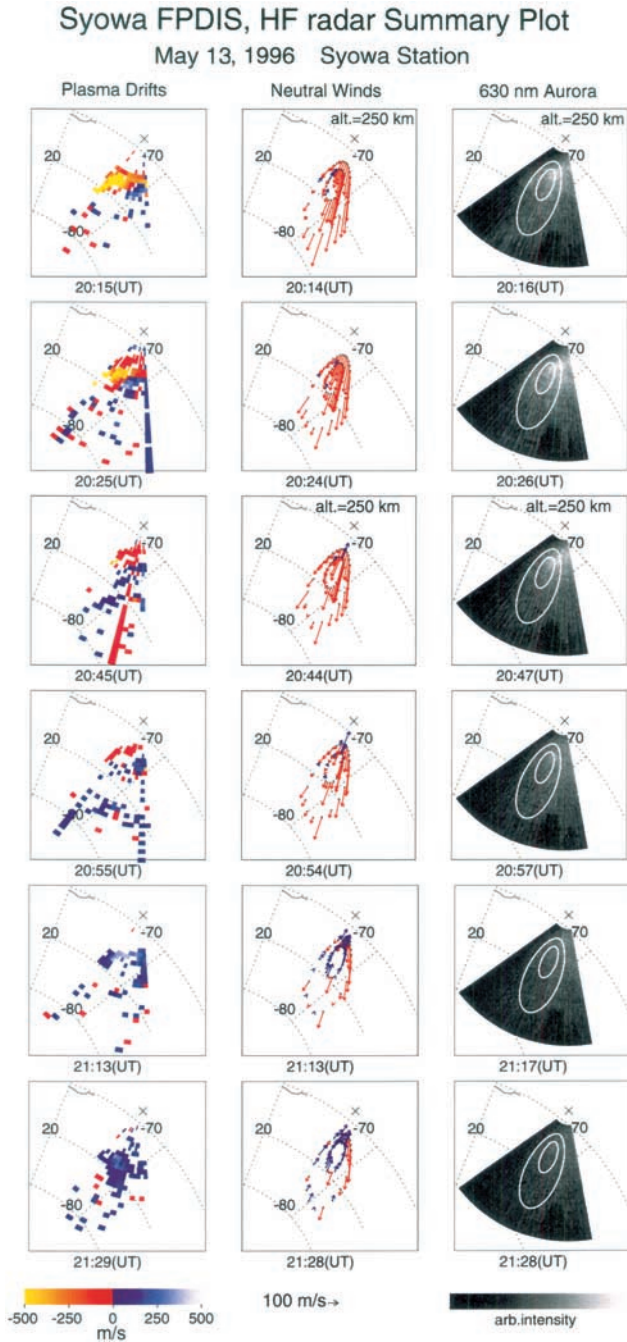 Syowa FPDIS, HF radar Summary Plot
May 13, 1996 Syowa Station
Plasma Drifts Neutral Winds 630 nm Aurora
alt.=250 km alt.=250 km
20 -70 20 -70 20 -70
-80 -80 -80
20:15(UT) 20:14(UT) 20:16(UT)
20 -70 20 -70 20 -70
-80 -80 -80
20:25(UT) 20:24(UT) 20:26(UT)
alt.=250 km alt.=250 km
20 -70 20 -70 20 -70
-80 -80 -80
20:45(UT) 20:44(UT) 20:47(UT)
20 -70 20 -70 20 -70
-80 -80 -80
20:55(UT) 20:54(UT) 20:57(UT)
20 -70 20 -70 20 -70
-80 -80 -80
21:13(UT) 21:13(UT) 21:17(UT)
20 -70 20 -70 20 -70
-80 -80 -80
21:29(UT) 21:28(UT) 21:28(UT)
-500 -250 0 250 500
m/s
100 m/s→
arb.intensity